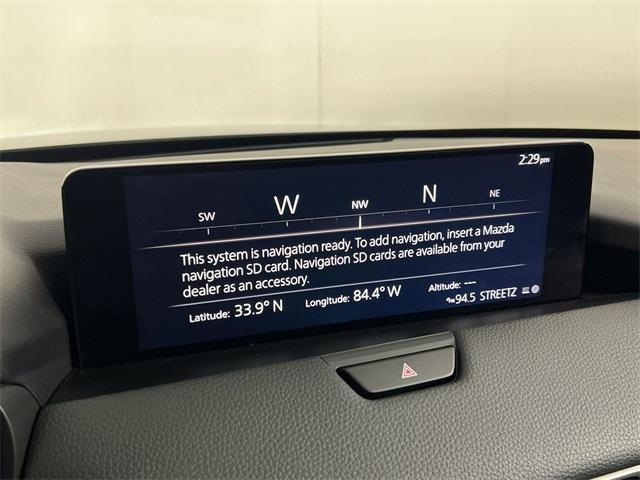 2:29pm
SW W NW N NE
This system is navigation ready. To add navigation, insert a Mazda
navigation SD card. Navigation SD cards are available from your
dealer as an accessory.
Latitude: 33.9° N Longitude: 84.4° W Altitude: ---
94.5 STREETZ